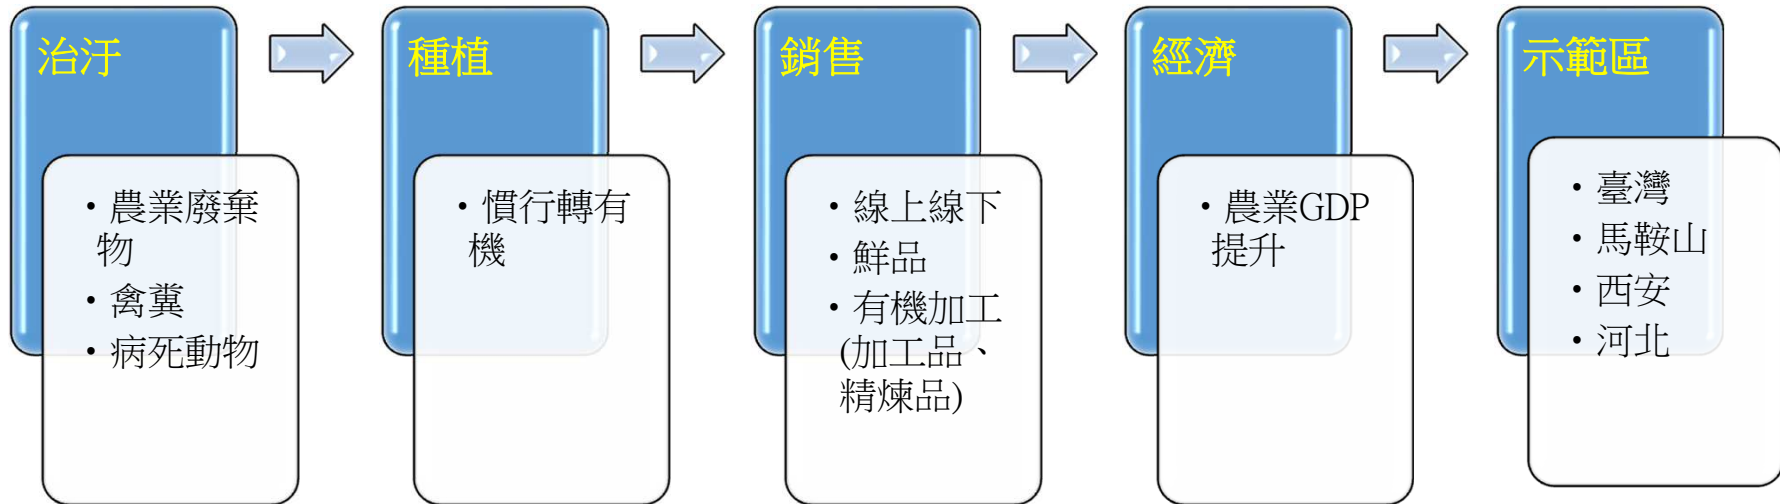 治汙
• 農業廢棄
物
• 禽糞
• 病死動物
種植
• 慣行轉有
機
銷售
• 線上線下
• 鮮品
• 有機加工
(加工品、
精煉品)
經濟
• 農業GDP
提升
示範區
• 臺灣
• 馬鞍山
• 西安
• 河北